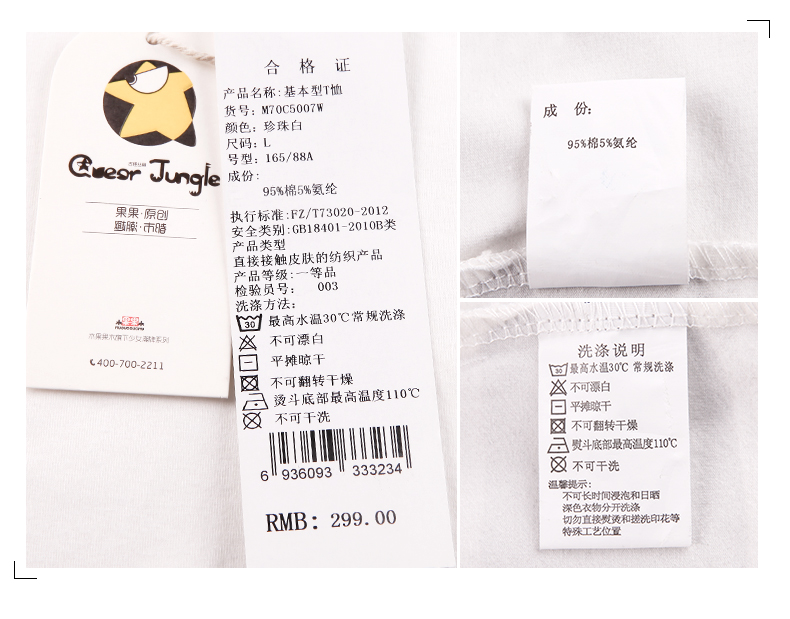 Queer Jungle
果果·原创
400-700-2211
合 格 证
产品名称:基本型T恤
货号: M70C5007W
颜色: 珍珠白
尺码: L
号型: 165/88A
成份:
95%棉5%氨纶
执行标准:FZ/T73020-2012
安全类别:GB18401-2010B类
产品类型
直接接触皮肤的纺织产品
产品等级:一等品
检验员号: 003
洗涤方法:
30 最高水温30℃常规洗涤
不可漂白
平摊晾干
不可翻转干燥
熨斗底部最高温度110℃
不可干洗
6 936093 333234
RMB: 299.00
成 份:
95%棉5%氨纶
洗涤说明
30 最高水温30℃ 常规洗涤
不可漂白
平摊晾干
不可翻转干燥
熨斗底部最高温度110℃
不可干洗
温馨提示:
不可长时间浸泡和日晒
深色衣物分开洗涤
切勿直接熨烫和搓洗印花等
特殊工艺位置